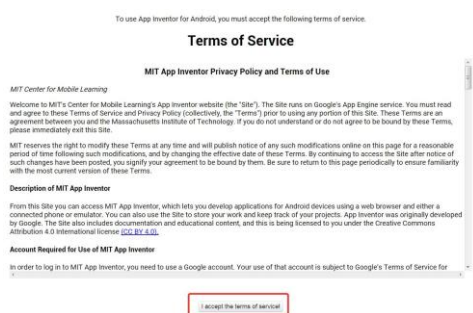 To use App Inventor for Android, you must accept the following terms of service.
Terms of Service
MIT App Inventor Privacy Policy and Terms of Use
MIT Center for Mobile Learning
Welcome to MIT's Center for Mobile Learning's App Inventor website (the "Site"). The Site runs on Google's App Engine service. You must read
and agree to these Terms of Service and Privacy Policy (collectively, the "Terms") prior to using any portion of this Site. These Terms are an
agreement between you and the Massachusetts Institute of Technology. If you do not understand or do not agree to be bound by these Terms,
please immediately exit this Site.
MIT reserves the right to modify these Terms at any time and will publish notice of any such modifications online on this page for a reasonable
period of time following such modifications, and by changing the effective date of these Terms. By continuing to access the Site after notice of
such changes have been posted, you signify your agreement to be bound by them. Be sure to return to this page periodically to ensure familiarity
with the most current version of these Terms.
Description of MIT App Inventor
From this Site you can access MIT App Inventor, which lets you develop applications for Android devices using a web browser and either a
connected phone or emulator. You can also use the Site to store your work and keep track of your projects. App Inventor was originally developed
by Google. The Site also includes documentation and educational content, and this is being licensed to you under the Creative Commons
Attribution 4.0 International license (CC BY 4.0).
Account Required for Use of MIT App Inventor
In order to log in to MIT App Inventor, you need to use a Google account. Your use of that account is subject to Google's Terms of Service for
I accept the terms of service!